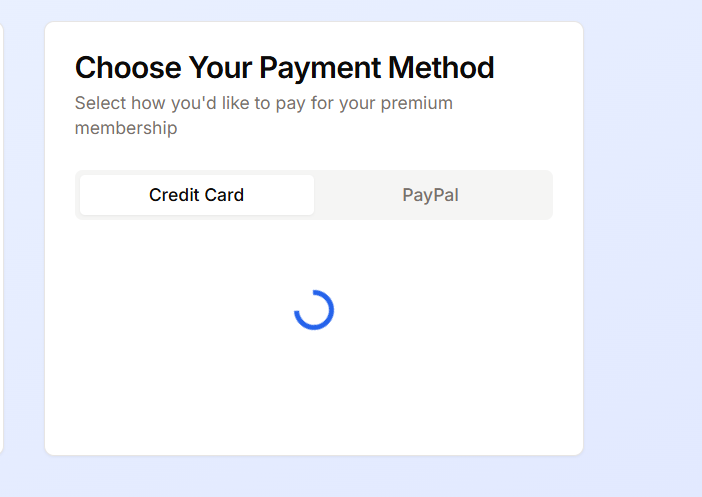 Choose Your Payment Method
Select how you'd like to pay for your premium
membership
Credit Card
PayPal